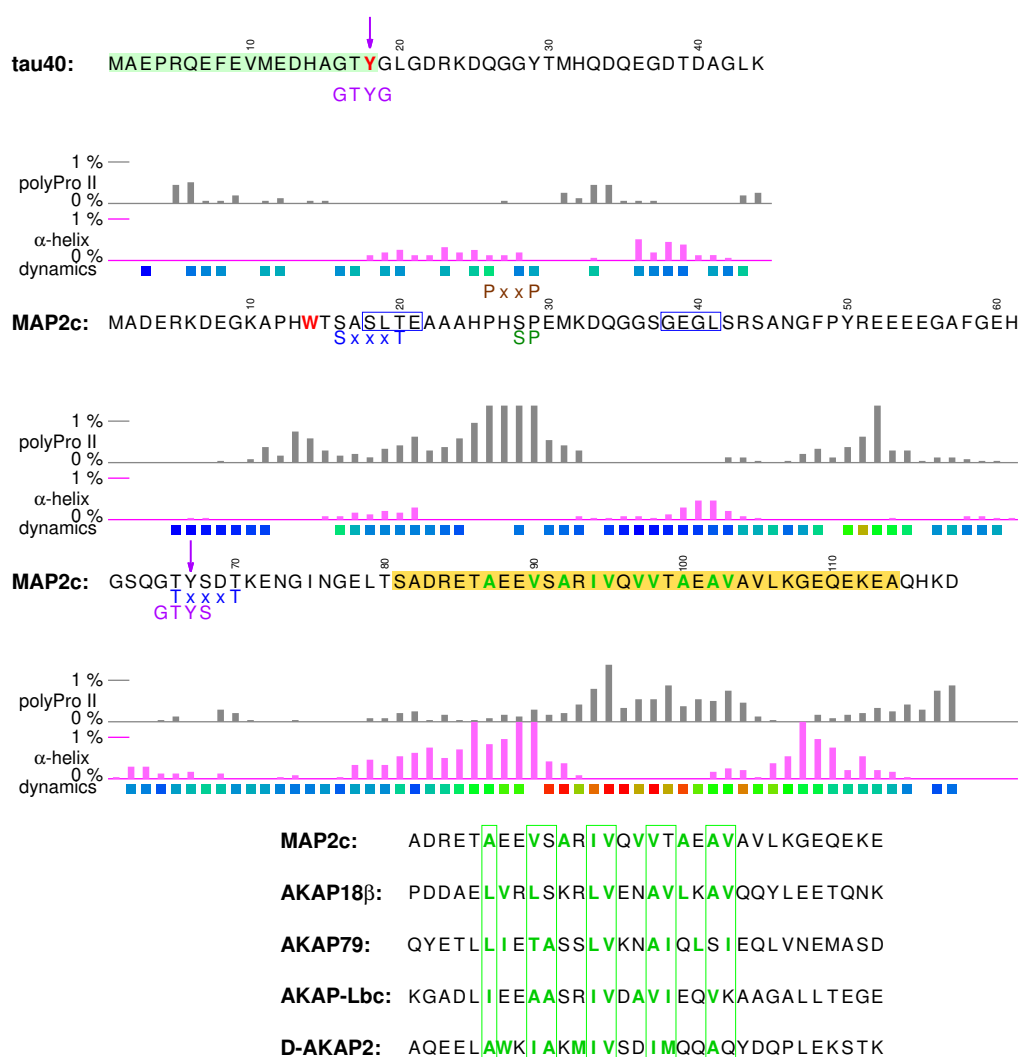 10 20 30 40
tau40: MAEPRQEFEVMEDHAGTYGLGDRKDQGGYTMHQDQEGDTDAGLK
GTYG
1 %
polyPro II
0 %
1 %
α-helix
0 %
dynamics
PxxP
10 20 30 40 50 60
MAP2c: MADERKDEGKAPHWTSASLTEAAAHPHSPEMKDQGGSGEGLSRSANGFPYREEEEGAFGEH
SxxxT SP
1 %
polyPro II
0 %
1 %
α-helix
0 %
dynamics
70 80 90 100 110
MAP2c: GSQGTYSDTKENGINGELTSADRETAEEVSARIVQVVTAEAVAVLKGEQEKEAQHKD
TxxxT
GTYS
1 %
polyPro II
0 %
1 %
α-helix
0 %
dynamics
MAP2c: ADRETAEEVSARIVQVVTAEAVAVLKGEQEKE
AKAP18β: PDDAELVRLSKRLVENAVLKAVQQYLEETQNK
AKAP79: QYETLLIETASSLVKNAIQLSIEQLVNEMASD
AKAP-Lbc: KGADLIEEAASRIVDAVIEQVKAAGALLTEGE
D-AKAP2: AQEELAWKIAKMIVSDIMQQAQYDQPLEKSTK